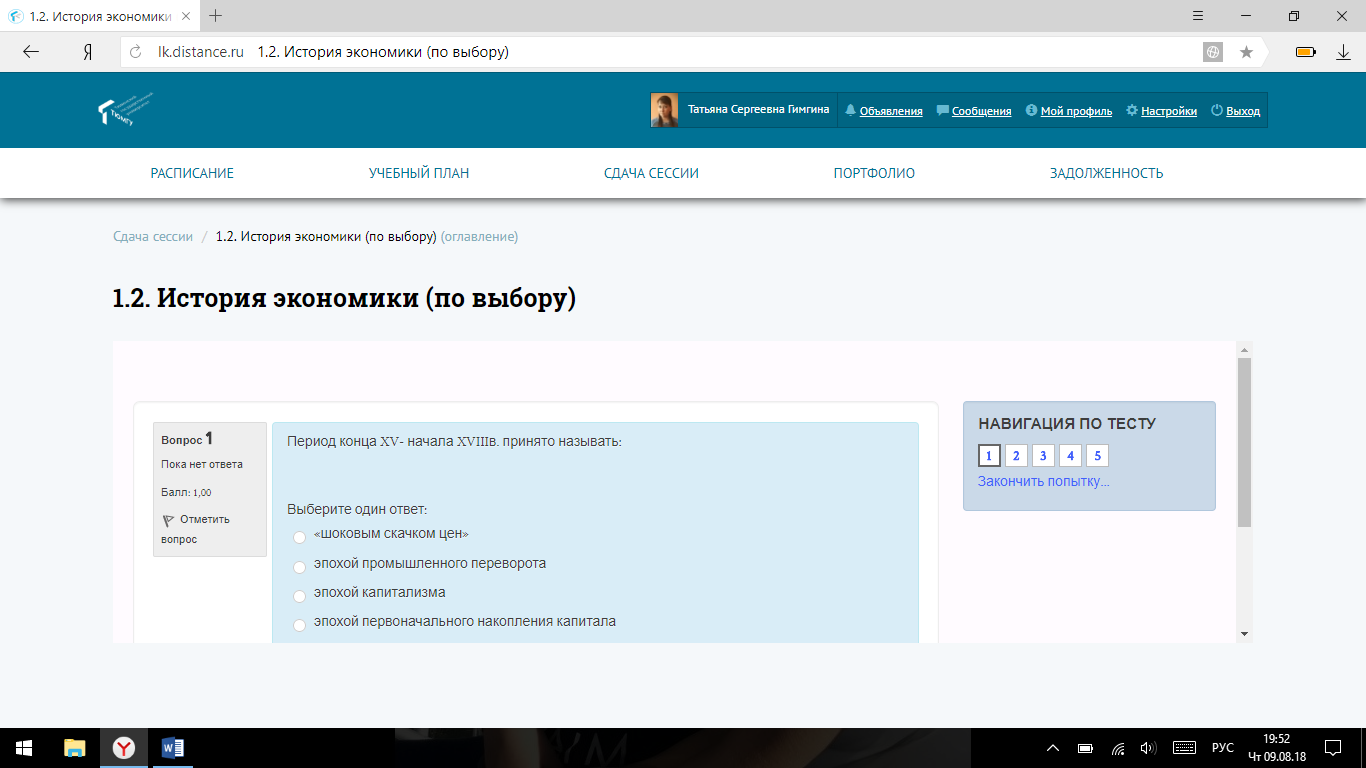 1.2. История экономики
lk.distance.ru 1.2. История экономики (по выбору)
Татьяна Сергеевна Гимгина Объявления Сообщения Мой профиль Настройки Выход
ТЮМГУ
РАСПИСАНИЕ УЧЕБНЫЙ ПЛАН СДАЧА СЕССИИ ПОРТФОЛИО ЗАДОЛЖЕННОСТЬ
Сдача сессии / 1.2. История экономики (по выбору) (оглавление)
1.2. История экономики (по выбору)
Вопрос 1
Пока нет ответа
Балл: 1,00
Отметить
вопрос
Период конца XV- начала XVIIIв. принято называть:
Выберите один ответ:
«шоковым скачком цен»
эпохой промышленного переворота
эпохой капитализма
эпохой первоначального накопления капитала
НАВИГАЦИЯ ПО ТЕСТУ
1 2 3 4 5
Закончить попытку...
РУС
19:52
Чт 09.08.18